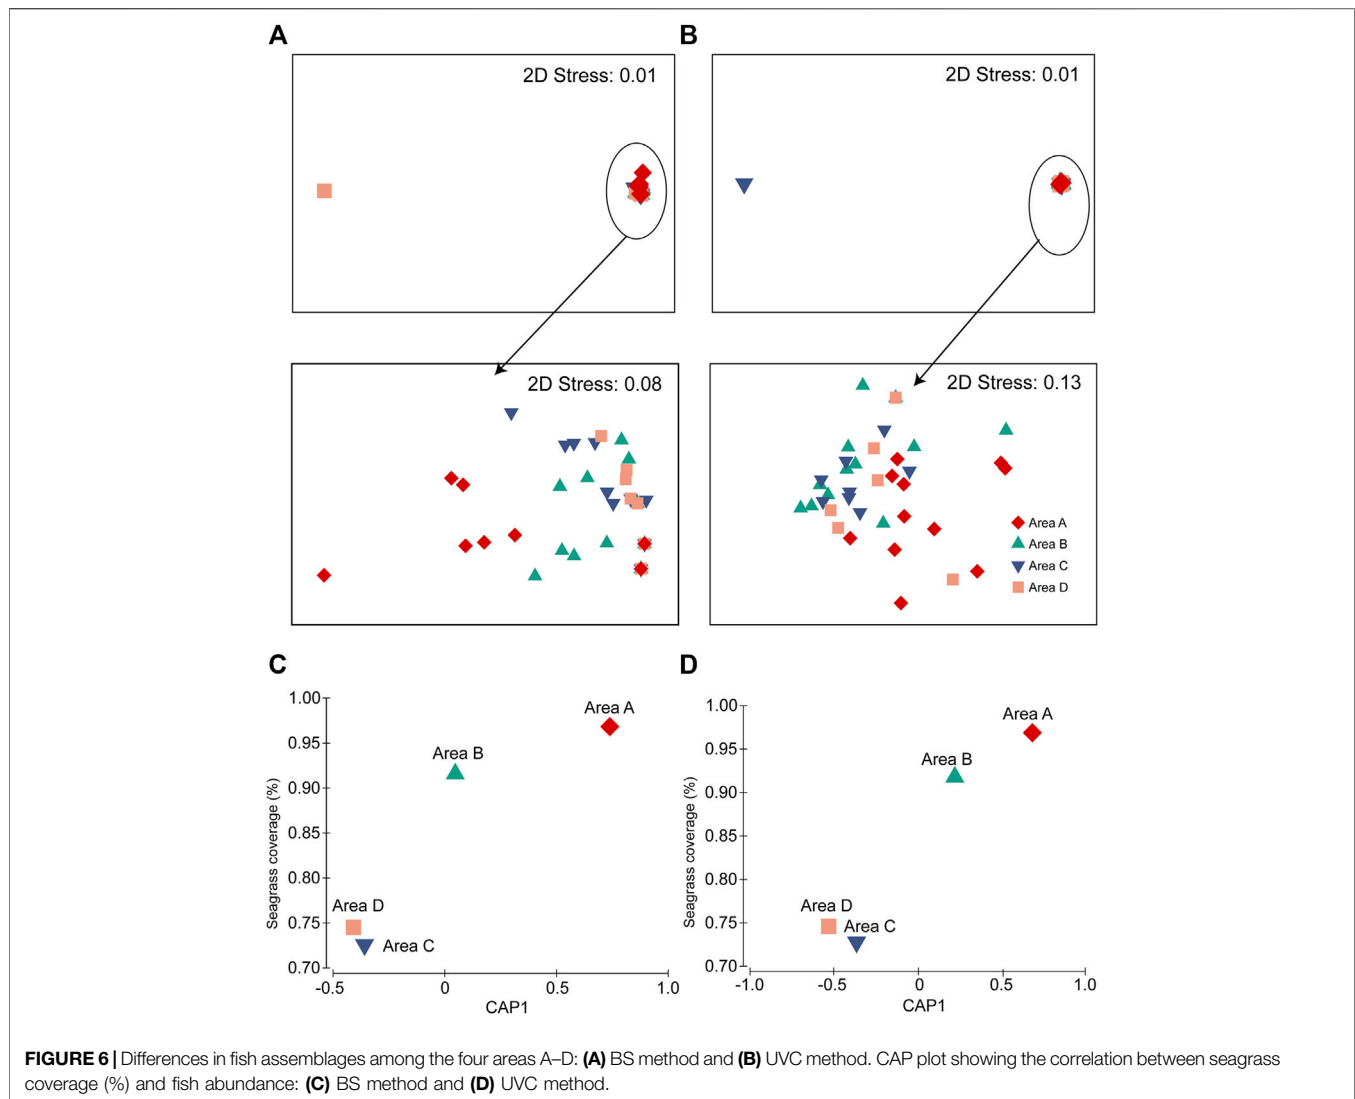 A
B
2D Stress: 0.01
2D Stress: 0.01
2D Stress: 0.08
2D Stress: 0.13
Area A
Area B
Area C
Area D
C
D
1.00
0.95
0.90
0.85
0.80
0.75
0.70
Seagrass coverage (%)
Area A
Area B
Area D
Area C
-0.5
0
0.5
1.0
CAP1
1.00
0.95
0.90
0.85
0.80
0.75
0.70
Seagrass coverage (%)
Area A
Area B
Area D
Area C
-1.0
-0.5
0
0.5
1.0
CAP1
FIGURE 6 | Differences in fish assemblages among the four areas A–D: (A) BS method and (B) UVC method. CAP plot showing the correlation between seagrass
coverage (%) and fish abundance: (C) BS method and (D) UVC method.